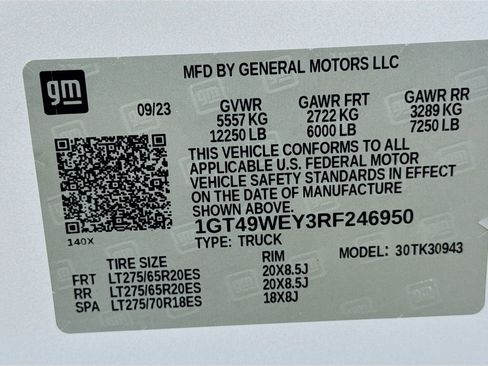 gm
MFD BY GENERAL MOTORS LLC
09/23 GVWR GAWR FRT GAWR RR
5557 KG 2722 KG 3289 KG
12250 LB 6000 LB 7250 LB
THIS VEHICLE CONFORMS TO ALL
APPLICABLE U.S. FEDERAL MOTOR
VEHICLE SAFETY STANDARDS IN EFFECT
ON THE DATE OF MANUFACTURE
SHOWN ABOVE.
140X
1GT49WEY3RF246950
TYPE: TRUCK MODEL: 30TK30943
TIRE SIZE RIM
FRT LT275/65R20ES 20X8.5J
RR LT275/65R20ES 20X8.5J
SPA LT275/70R18ES 18X8J